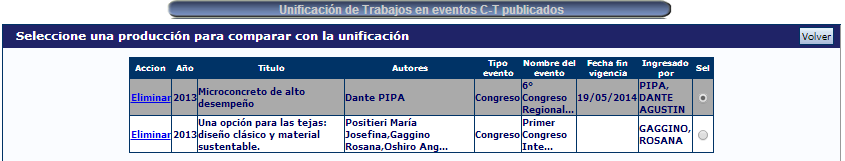 Unificación de Trabajos en eventos C-T publicados
Seleccione una producción para comparar con la unificación
Volver
Accion Año Titulo Autores Tipo evento Nombre del evento Fecha fin vigencia Ingresado por Sel
Eliminar 2013 Microconcreto de alto desempeño Dante PIPA Congreso 6º Congreso Regional... 19/05/2014 PIPA, DANTE AGUSTIN
Eliminar 2013 Una opción para las tejas: diseño clásico y material sustentable. Positieri María Josefina,Gaggino Rosana,Oshiro Ang... Congreso Primer Congreso Inte... GAGGINO, ROSANA